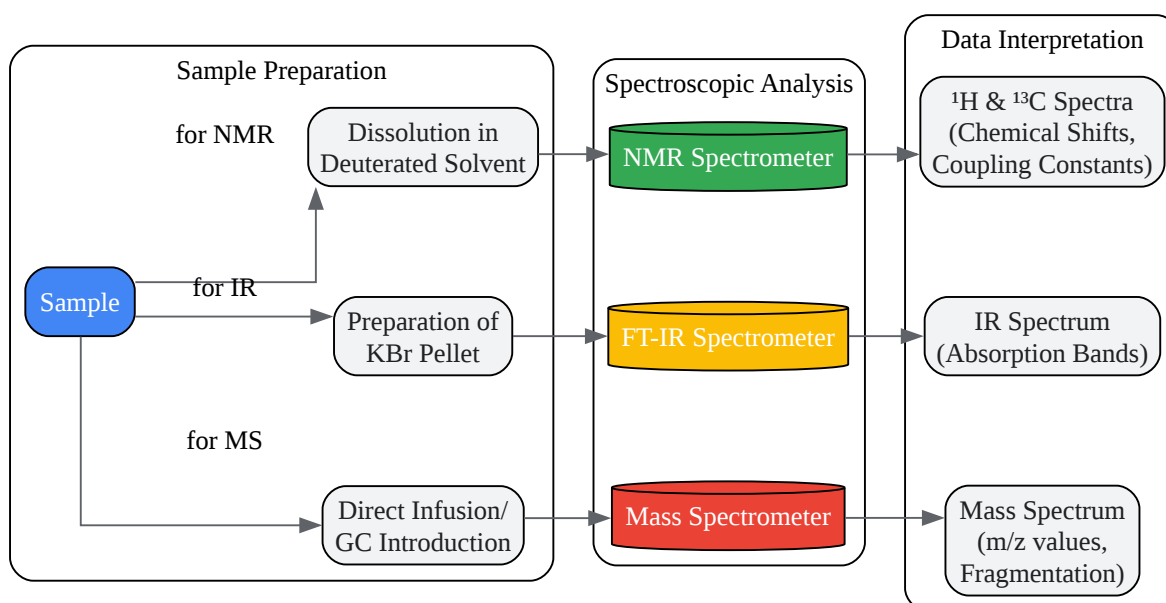 Sample Preparation
Spectroscopic Analysis
Data Interpretation
for NMR
Dissolution in
Deuterated Solvent
NMR Spectrometer
¹H & ¹³C Spectra
(Chemical Shifts,
Coupling Constants)
Sample
for IR
Preparation of
KBr Pellet
FT-IR Spectrometer
IR Spectrum
(Absorption Bands)
for MS
Direct Infusion/
GC Introduction
Mass Spectrometer
Mass Spectrum
(m/z values,
Fragmentation)